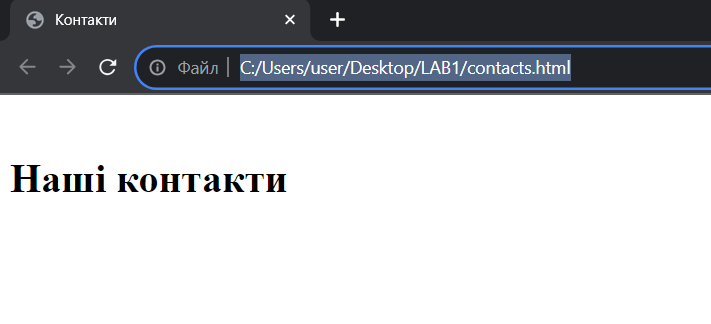 Контакти
Файл C:/Users/user/Desktop/LAB1/contacts.html
Наші контакти